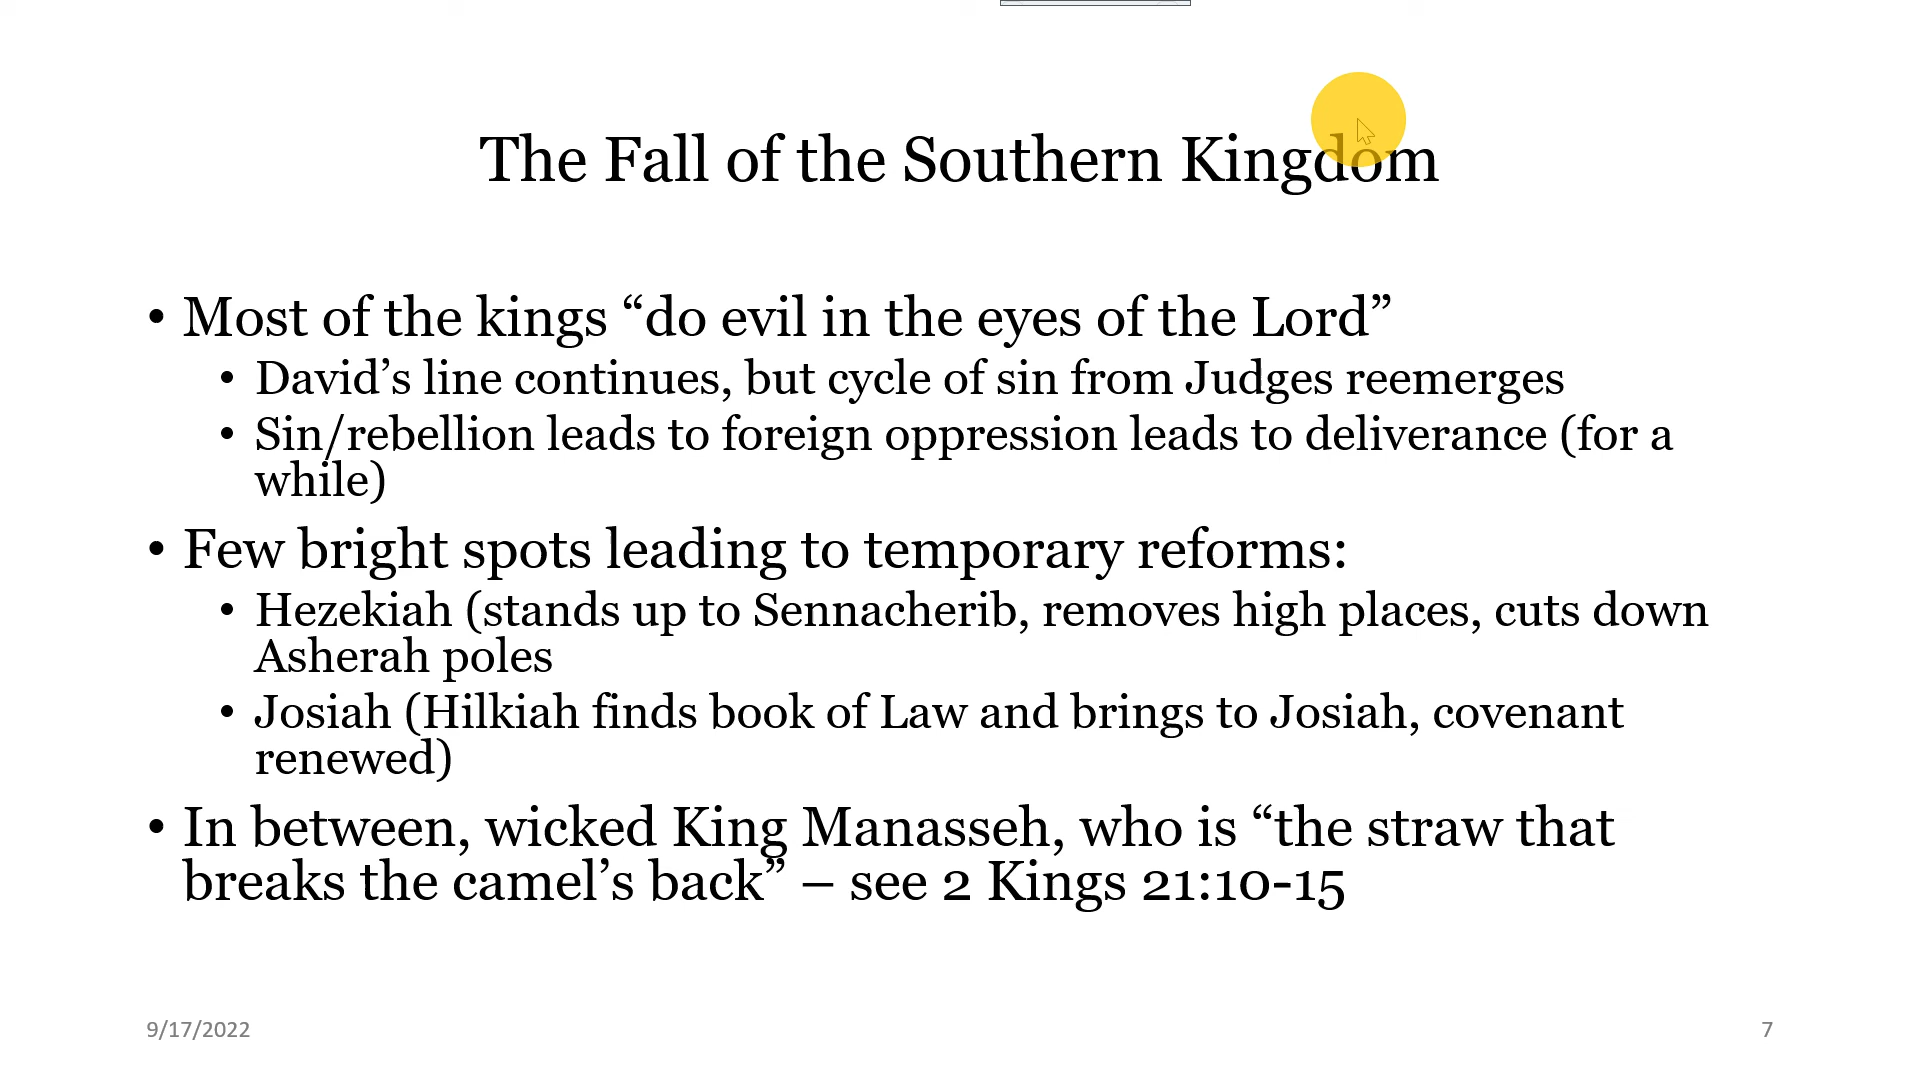 The Fall of the Southern Kingdom
• Most of the kings “do evil in the eyes of the Lord”
• David’s line continues, but cycle of sin from Judges reemerges
• Sin/rebellion leads to foreign oppression leads to deliverance (for a
while)
• Few bright spots leading to temporary reforms:
• Hezekiah (stands up to Sennacherib, removes high places, cuts down
Asherah poles
• Josiah (Hilkiah finds book of Law and brings to Josiah, covenant
renewed)
• In between, wicked King Manasseh, who is “the straw that
breaks the camel’s back” – see 2 Kings 21:10-15
9/17/2022
7